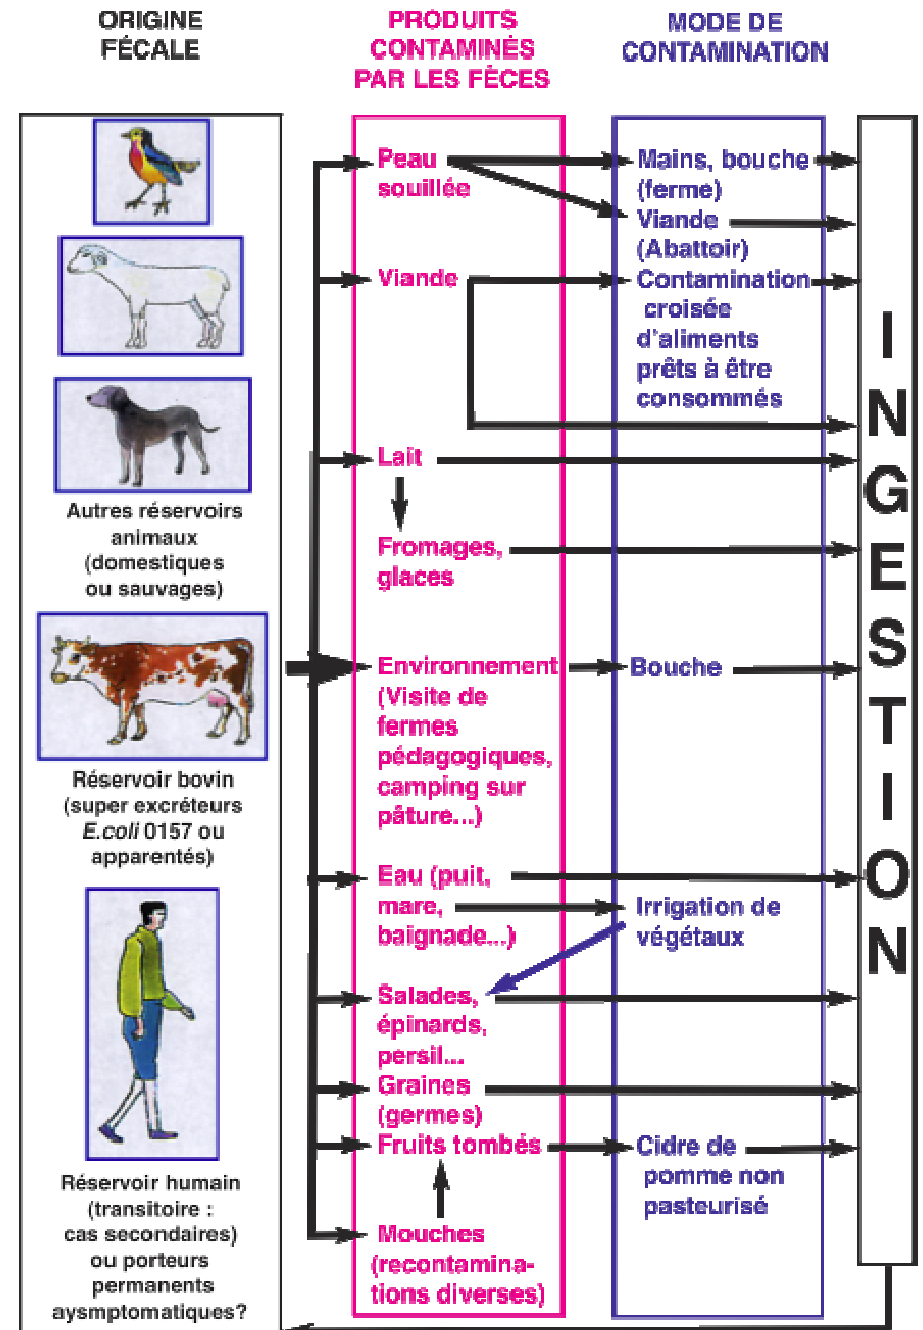 ORIGINE
FÉCALE
PRODUITS
CONTAMINÉS
PAR LES FÈCES
MODE DE
CONTAMINATION
Autres réservoirs
animaux
(domestiques
ou sauvages)
Réservoir bovin
(super excréteurs
E.coli 0157 ou
apparentés)
Réservoir humain
(transitoire :
cas secondaires)
ou porteurs
permanents
aysmptomatiques?
Peau
souillée
Viande
Lait
Fromages,
glaces
Environnement
(Visite de
fermes
pédagogiques,
camping sur
pâture...)
Eau (puit,
mare,
baignade...)
Salades,
épinards,
persil...
Graines
(germes)
Fruits tombés
Mouches
(recontamina-
tions diverses)
Mains, bouche
(ferme)
Viande
(Abattoir)
Contamination
croisée
d'aliments
prêts à être
consommés
Bouche
Irrigation de
végétaux
Cidre de
pomme non
pasteurisé
INGESTION